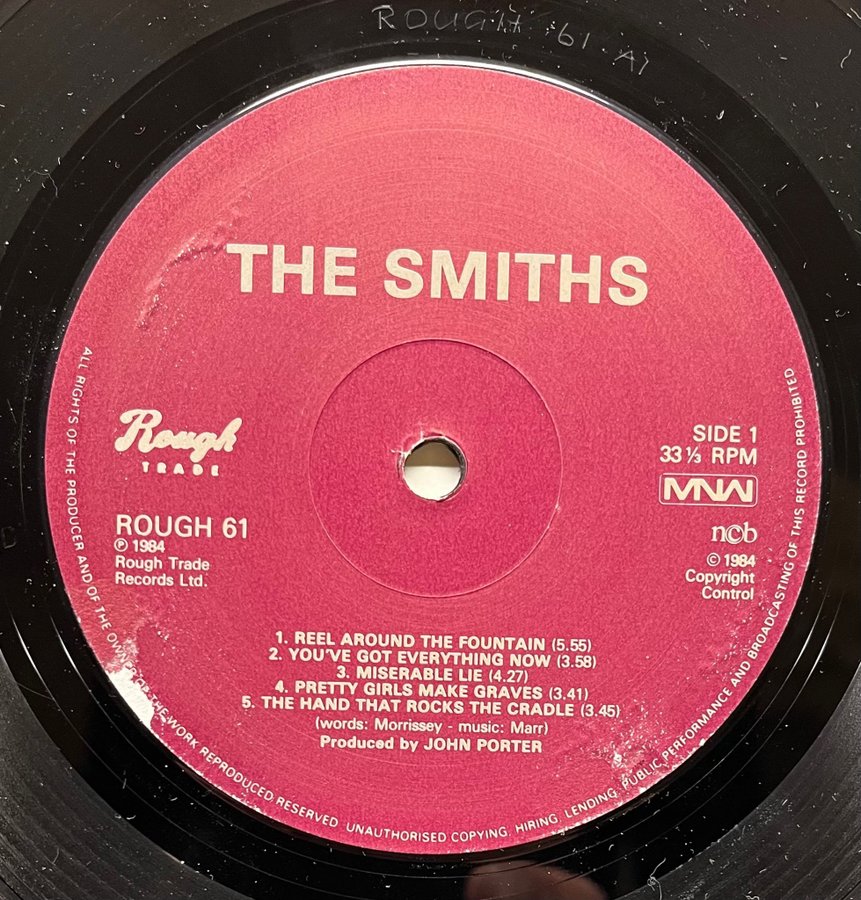 ROUGH 61 A1
THE SMITHS
Rough
TRADE
ROUGH 61
℗ 1984
Rough Trade
Records Ltd.
SIDE 1
33 ⅓ RPM
MNW
ncb
© 1984
Copyright
Control
1. REEL AROUND THE FOUNTAIN (5.55)
2. YOU'VE GOT EVERYTHING NOW (3.58)
3. MISERABLE LIE (4.27)
4. PRETTY GIRLS MAKE GRAVES (3.41)
5. THE HAND THAT ROCKS THE CRADLE (3.45)
(words: Morrissey - music: Marr)
Produced by JOHN PORTER
ALL RIGHTS OF THE PRODUCER AND OF THE OWNER OF THE WORK REPRODUCED RESERVED. UNAUTHORISED COPYING, HIRING, LENDING, PUBLIC PERFORMANCE AND BROADCASTING OF THIS RECORD PROHIBITED